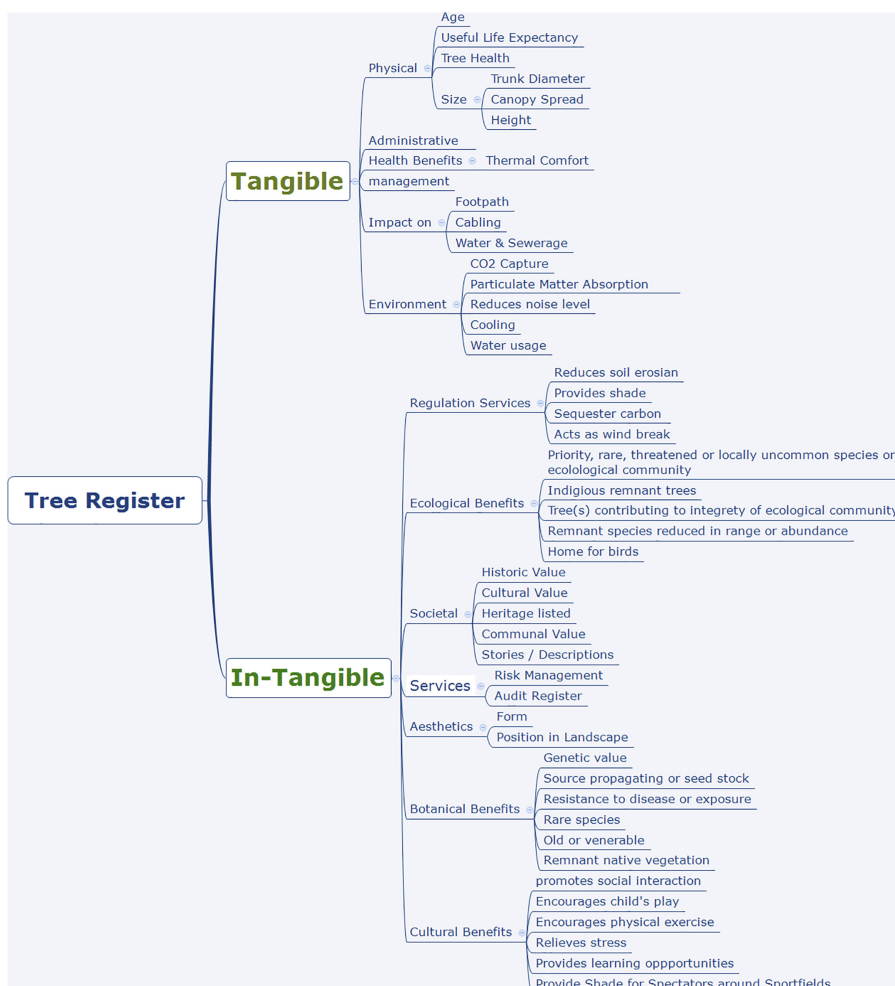 Tree Register
Tangible
Physical
Age
Useful Life Expectancy
Tree Health
Size
Trunk Diameter
Canopy Spread
Height
Administrative
Health Benefits
Thermal Comfort
management
Impact on
Footpath
Cabling
Water & Sewerage
Environment
CO2 Capture
Particulate Matter Absorption
Reduces noise level
Cooling
Water usage
In-Tangible
Regulation Services
Reduces soil erosian
Provides shade
Sequester carbon
Acts as wind break
Ecological Benefits
Priority, rare, threatened or locally uncommon species or
ecolological community
Indigious remnant trees
Tree(s) contributing to integrety of ecological community
Remnant species reduced in range or abundance
Home for birds
Societal
Historic Value
Cultural Value
Heritage listed
Communal Value
Stories / Descriptions
Services
Risk Management
Audit Register
Aesthetics
Form
Position in Landscape
Botanical Benefits
Genetic value
Source propagating or seed stock
Resistance to disease or exposure
Rare species
Old or venerable
Remnant native vegetation
Cultural Benefits
promotes social interaction
Encourages child's play
Encourages physical exercise
Relieves stress
Provides learning oppportunities
Provide Shade for Spectators around Sportfields